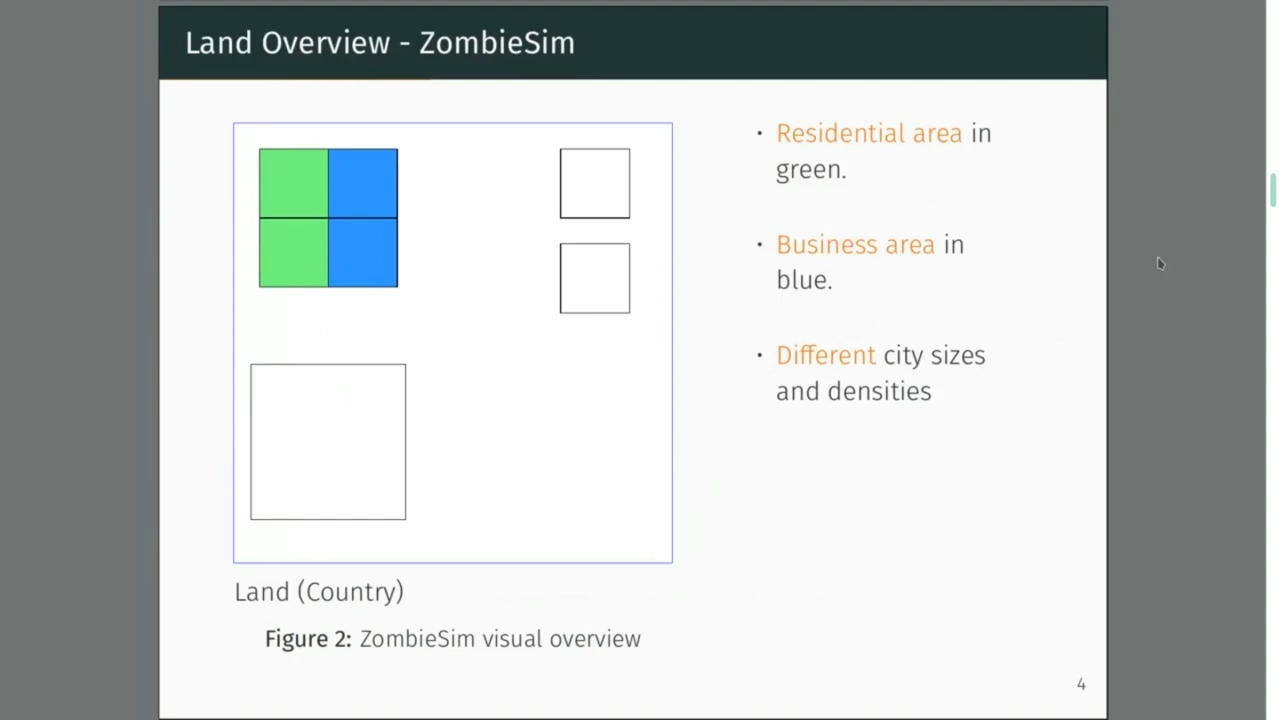 Land Overview - ZombieSim
· Residential area in
green.
· Business area in
blue.
· Different city sizes
and densities
Land (Country)
Figure 2: ZombieSim visual overview
4